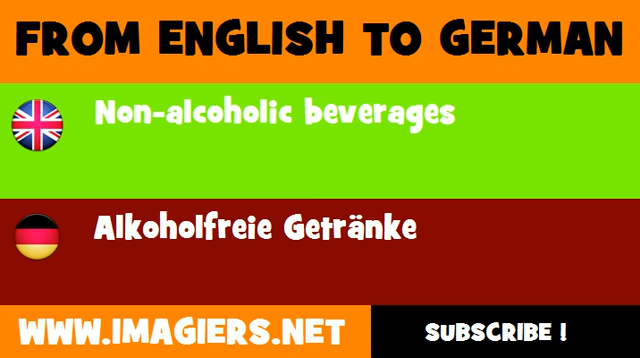 FROM ENGLISH TO GERMAN
Non-alcoholic beverages
Alkoholfreie Getränke
WWW.IMAGIERS.NET
SUBSCRIBE !